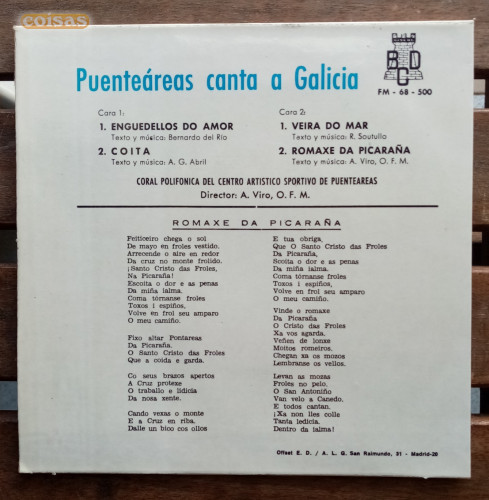 coisas
Puenteáreas canta a Galicia
BCD
FM - 68 - 500
Cara 1:
1. ENGUEDELLOS DO AMOR
Texto y música: Bernardo del Río
2. COITA
Texto y música: A. G. Abril
Cara 2:
1. VEIRA DO MAR
Texto y música: R. Soutullo
2. ROMAXE DA PICARAÑA
Texto y música: A. Viro, O. F. M.
CORAL POLIFONICA DEL CENTRO ARTISTICO SPORTIVO DE PUENTEAREAS
Director: A. Viro, O. F. M.
ROMAXE DA PICARAÑA
Feiticeiro chega o sol
De mayo en froles vestido,
Arrecende o aire en redor
Da cruz no monte frolido.
¡Santo Cristo das Froles,
Na Picaraña!
Escoita o dor e as penas
Da miña ialma.
Coma tórnanse froles
Toxos i espiños,
Volve en frol seu amparo
O meu camiño.
Fixo altar Pontareas
Da Picaraña.
O Santo Cristo das Froles
Que a coida e garda.
Co seus brazos apertos
A Cruz protexe
O traballo e lidicia
Da nosa xente.
Cando vexas o monte
E a Cruz en riba.
Dalle un bico cos ollos
E tua obriga,
Que O Santo Cristo das Froles
Da Picaraña,
Scoita o dor e as penas
Da miña ialma.
Coma tórnanse froles
Toxos i espiños,
Volve en frol seu amparo
O meu camiño.
Vinde o romaxe
Da Picaraña
O Cristo das Froles
Xa vos agarda.
Veñen de lonxe
Moitos romeiros.
Chegan xa os mozos
Lembranse os vellos.
Levan as mozas
Froles no pelo,
O San Antoniño
Van velo a Canedo.
E todos cantan.
¡Xa non lles colle
Tanta ledicia.
Dentro da ialma!
Offset E. D. / A. L. G. San Raimundo, 21 - Madrid-20